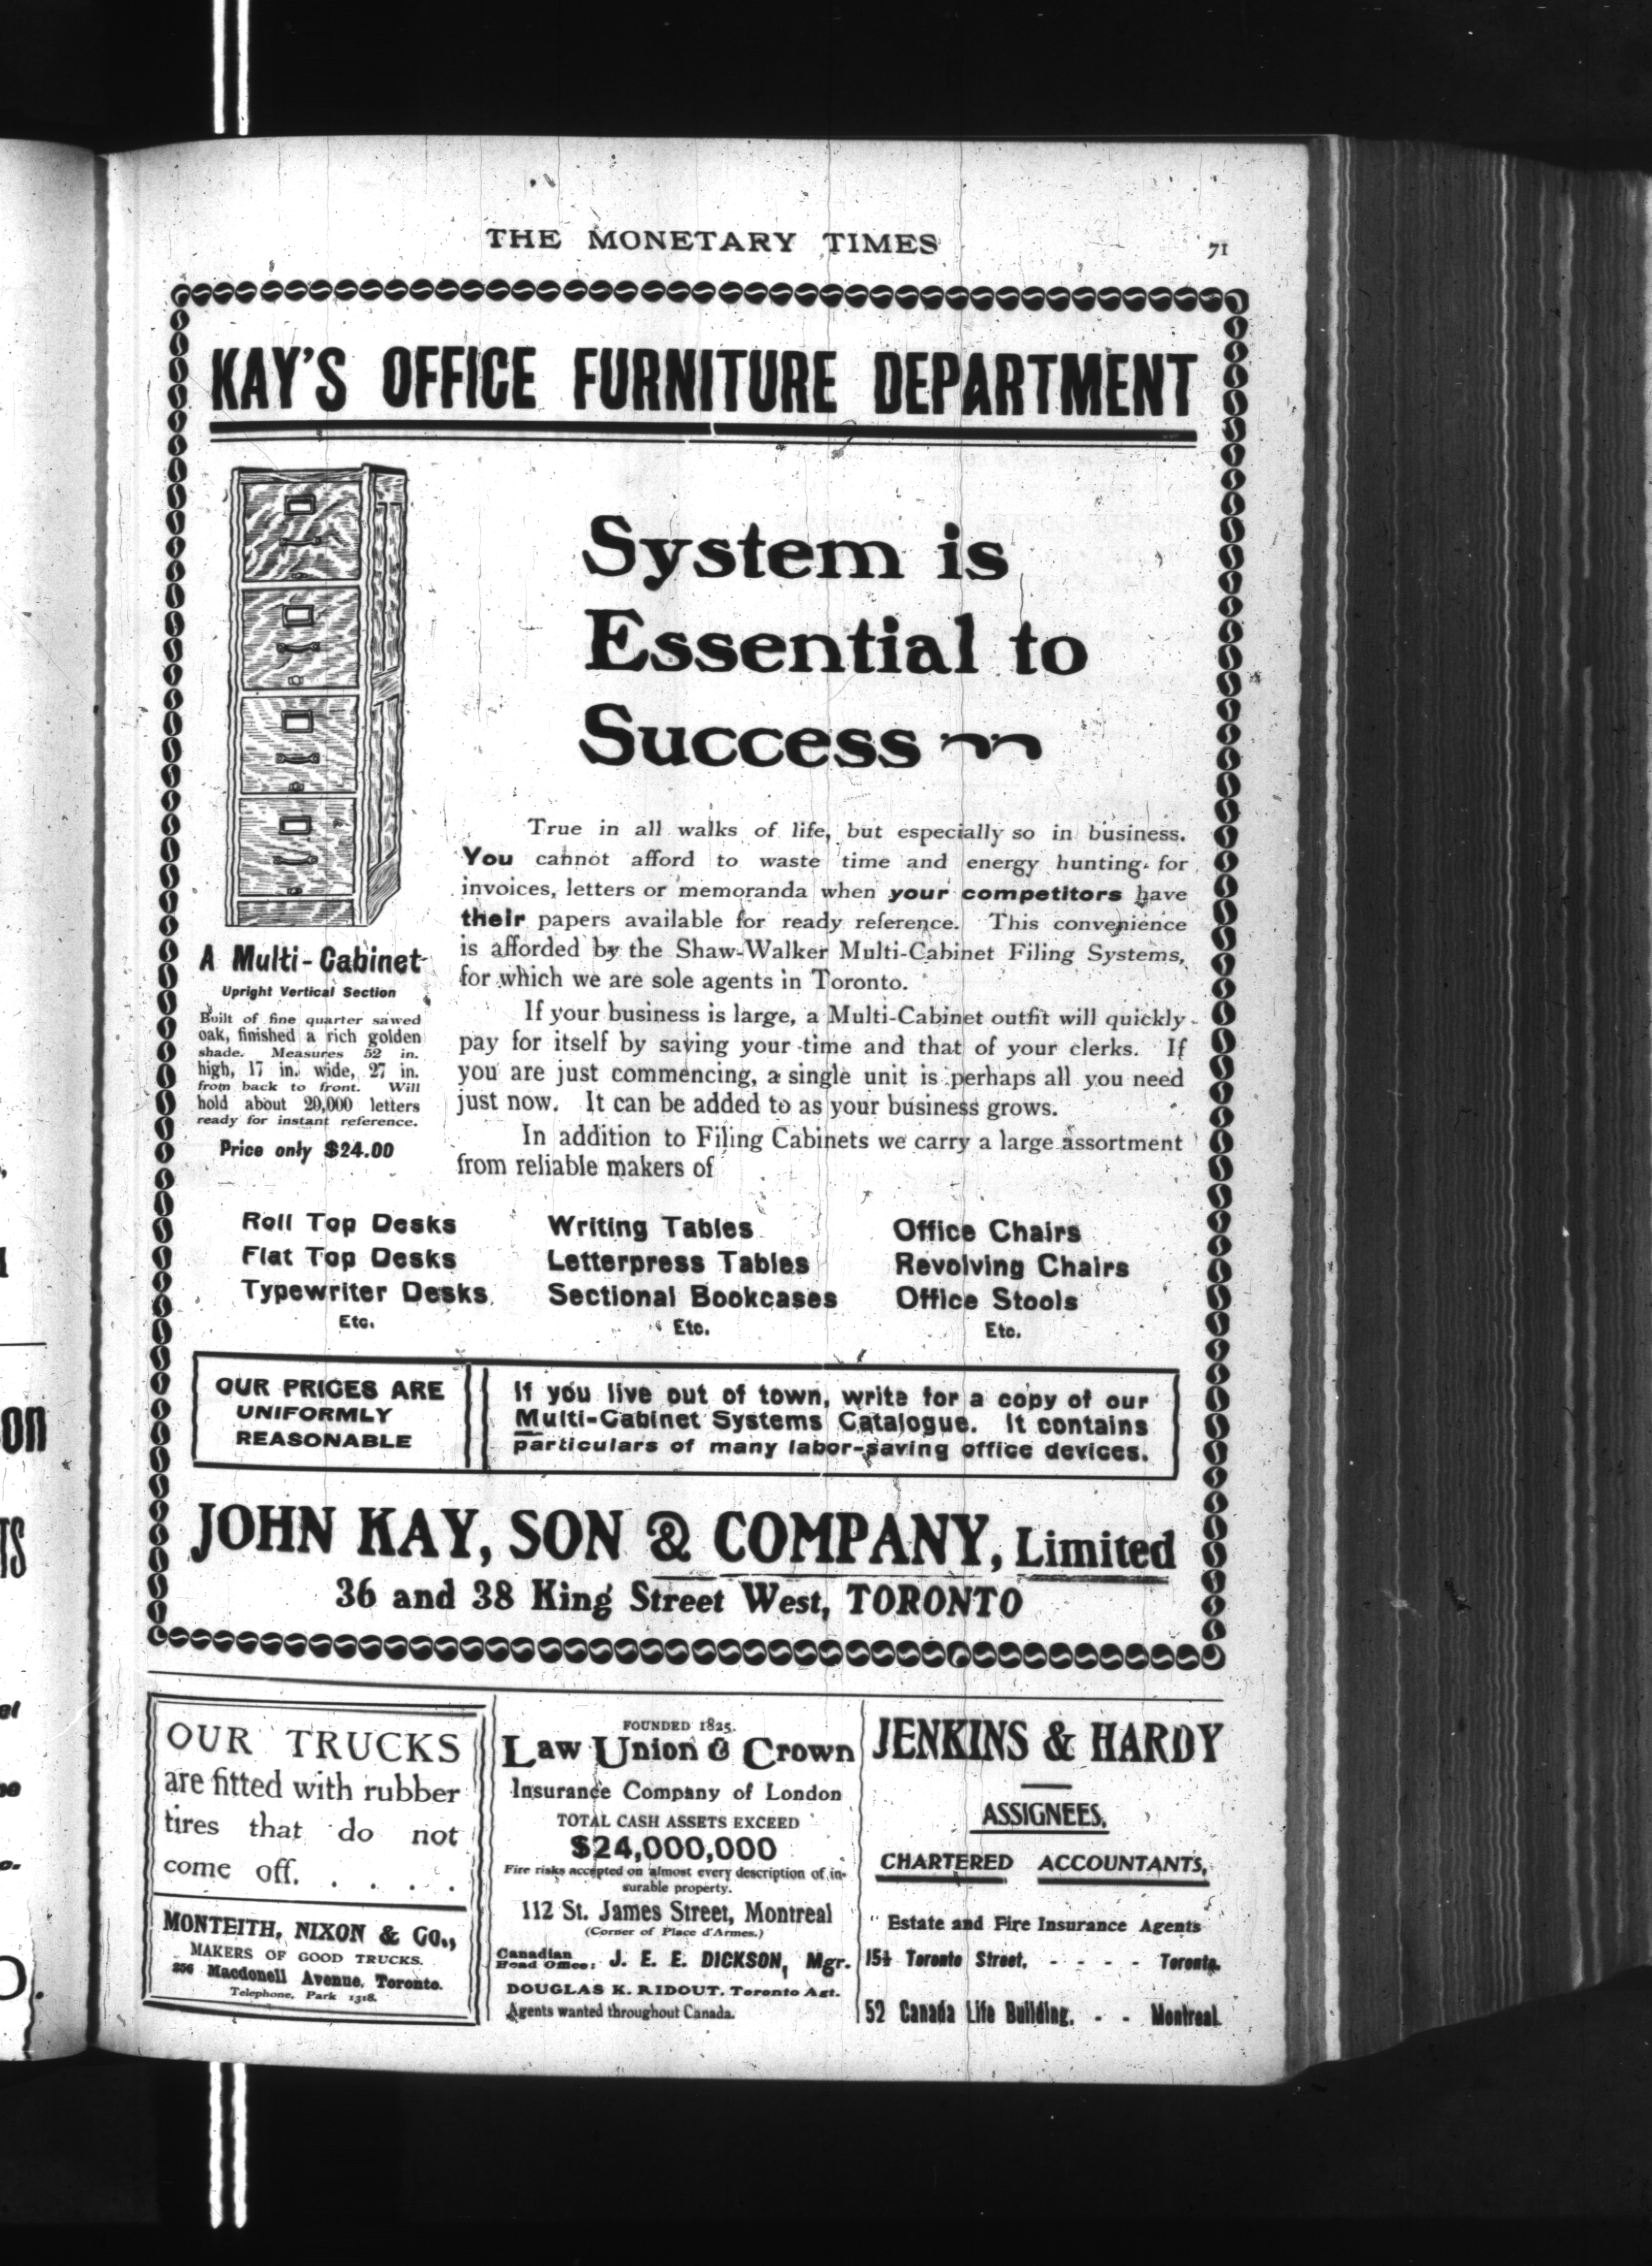 THE MONETARY TIMES
71
KAY'S OFFICE FURNITURE DEPARTMENT
System is
Essential to
Success
A Multi-Cabinet
Upright Vertical Section
Built of fine quarter sawed
oak, finished a rich golden
shade. Measures 52 in.
high, 17 in. wide, 27 in.
from back to front. Will
hold about 20,000 letters
ready for instant reference.
Price only $24.00
True in all walks of life, but especially so in business.
You cannot afford to waste time and energy hunting for
invoices, letters or memoranda when your competitors have
their papers available for ready reference. This convenience
is afforded by the Shaw-Walker Multi-Cabinet Filing Systems,
for which we are sole agents in Toronto.
If your business is large, a Multi-Cabinet outfit will quickly
pay for itself by saving your time and that of your clerks. If
you are just commencing, a single unit is perhaps all you need
just now. It can be added to as your business grows.
In addition to Filing Cabinets we carry a large assortment
from reliable makers of
Roll Top Desks
Flat Top Desks
Typewriter Desks
Etc.
Writing Tables
Letterpress Tables
Sectional Bookcases
Etc.
Office Chairs
Revolving Chairs
Office Stools
Etc.
OUR PRICES ARE
UNIFORMLY
REASONABLE
If you live out of town, write for a copy of our
Multi-Cabinet Systems Catalogue. It contains
particulars of many labor-saving office devices.
JOHN KAY, SON & COMPANY, Limited
36 and 38 King Street West, TORONTO
OUR TRUCKS
are fitted with rubber
tires that do not
come off. . . . .
MONTEITH, NIXON & CO.,
MAKERS OF GOOD TRUCKS.
256 Macdonell Avenue, Toronto.
Telephone, Park 1318.
FOUNDED 1825.
Law Union & Crown
Insurance Company of London
TOTAL CASH ASSETS EXCEED
$24,000,000
Fire risks accepted on almost every description of in-
surable property.
112 St. James Street, Montreal
(Corner of Place d'Armes.)
Canadian
Head Office: J. E. E. DICKSON, Mgr.
DOUGLAS K. RIDOUT, Toronto Agt.
Agents wanted throughout Canada.
JENKINS & HARDY
ASSIGNEES,
CHARTERED ACCOUNTANTS,
Estate and Fire Insurance Agents
15½ Toronto Street, - - - - Toronto.
52 Canada Life Building, - - Montreal.